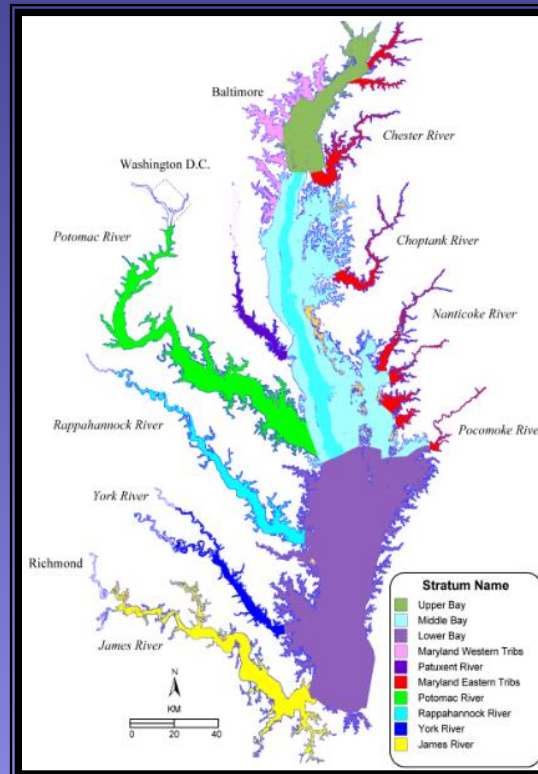 Baltimore
Chester River
Washington D.C.
Potomac River
Choptank River
Nanticoke River
Rappahannock River
Pocomoke River
York River
Richmond
James River
N
KM
0 20 40
Stratum Name
Upper Bay
Middle Bay
Lower Bay
Maryland Western Tribs
Patuxent River
Maryland Eastern Tribs
Potomac River
Rappahannock River
York River
James River